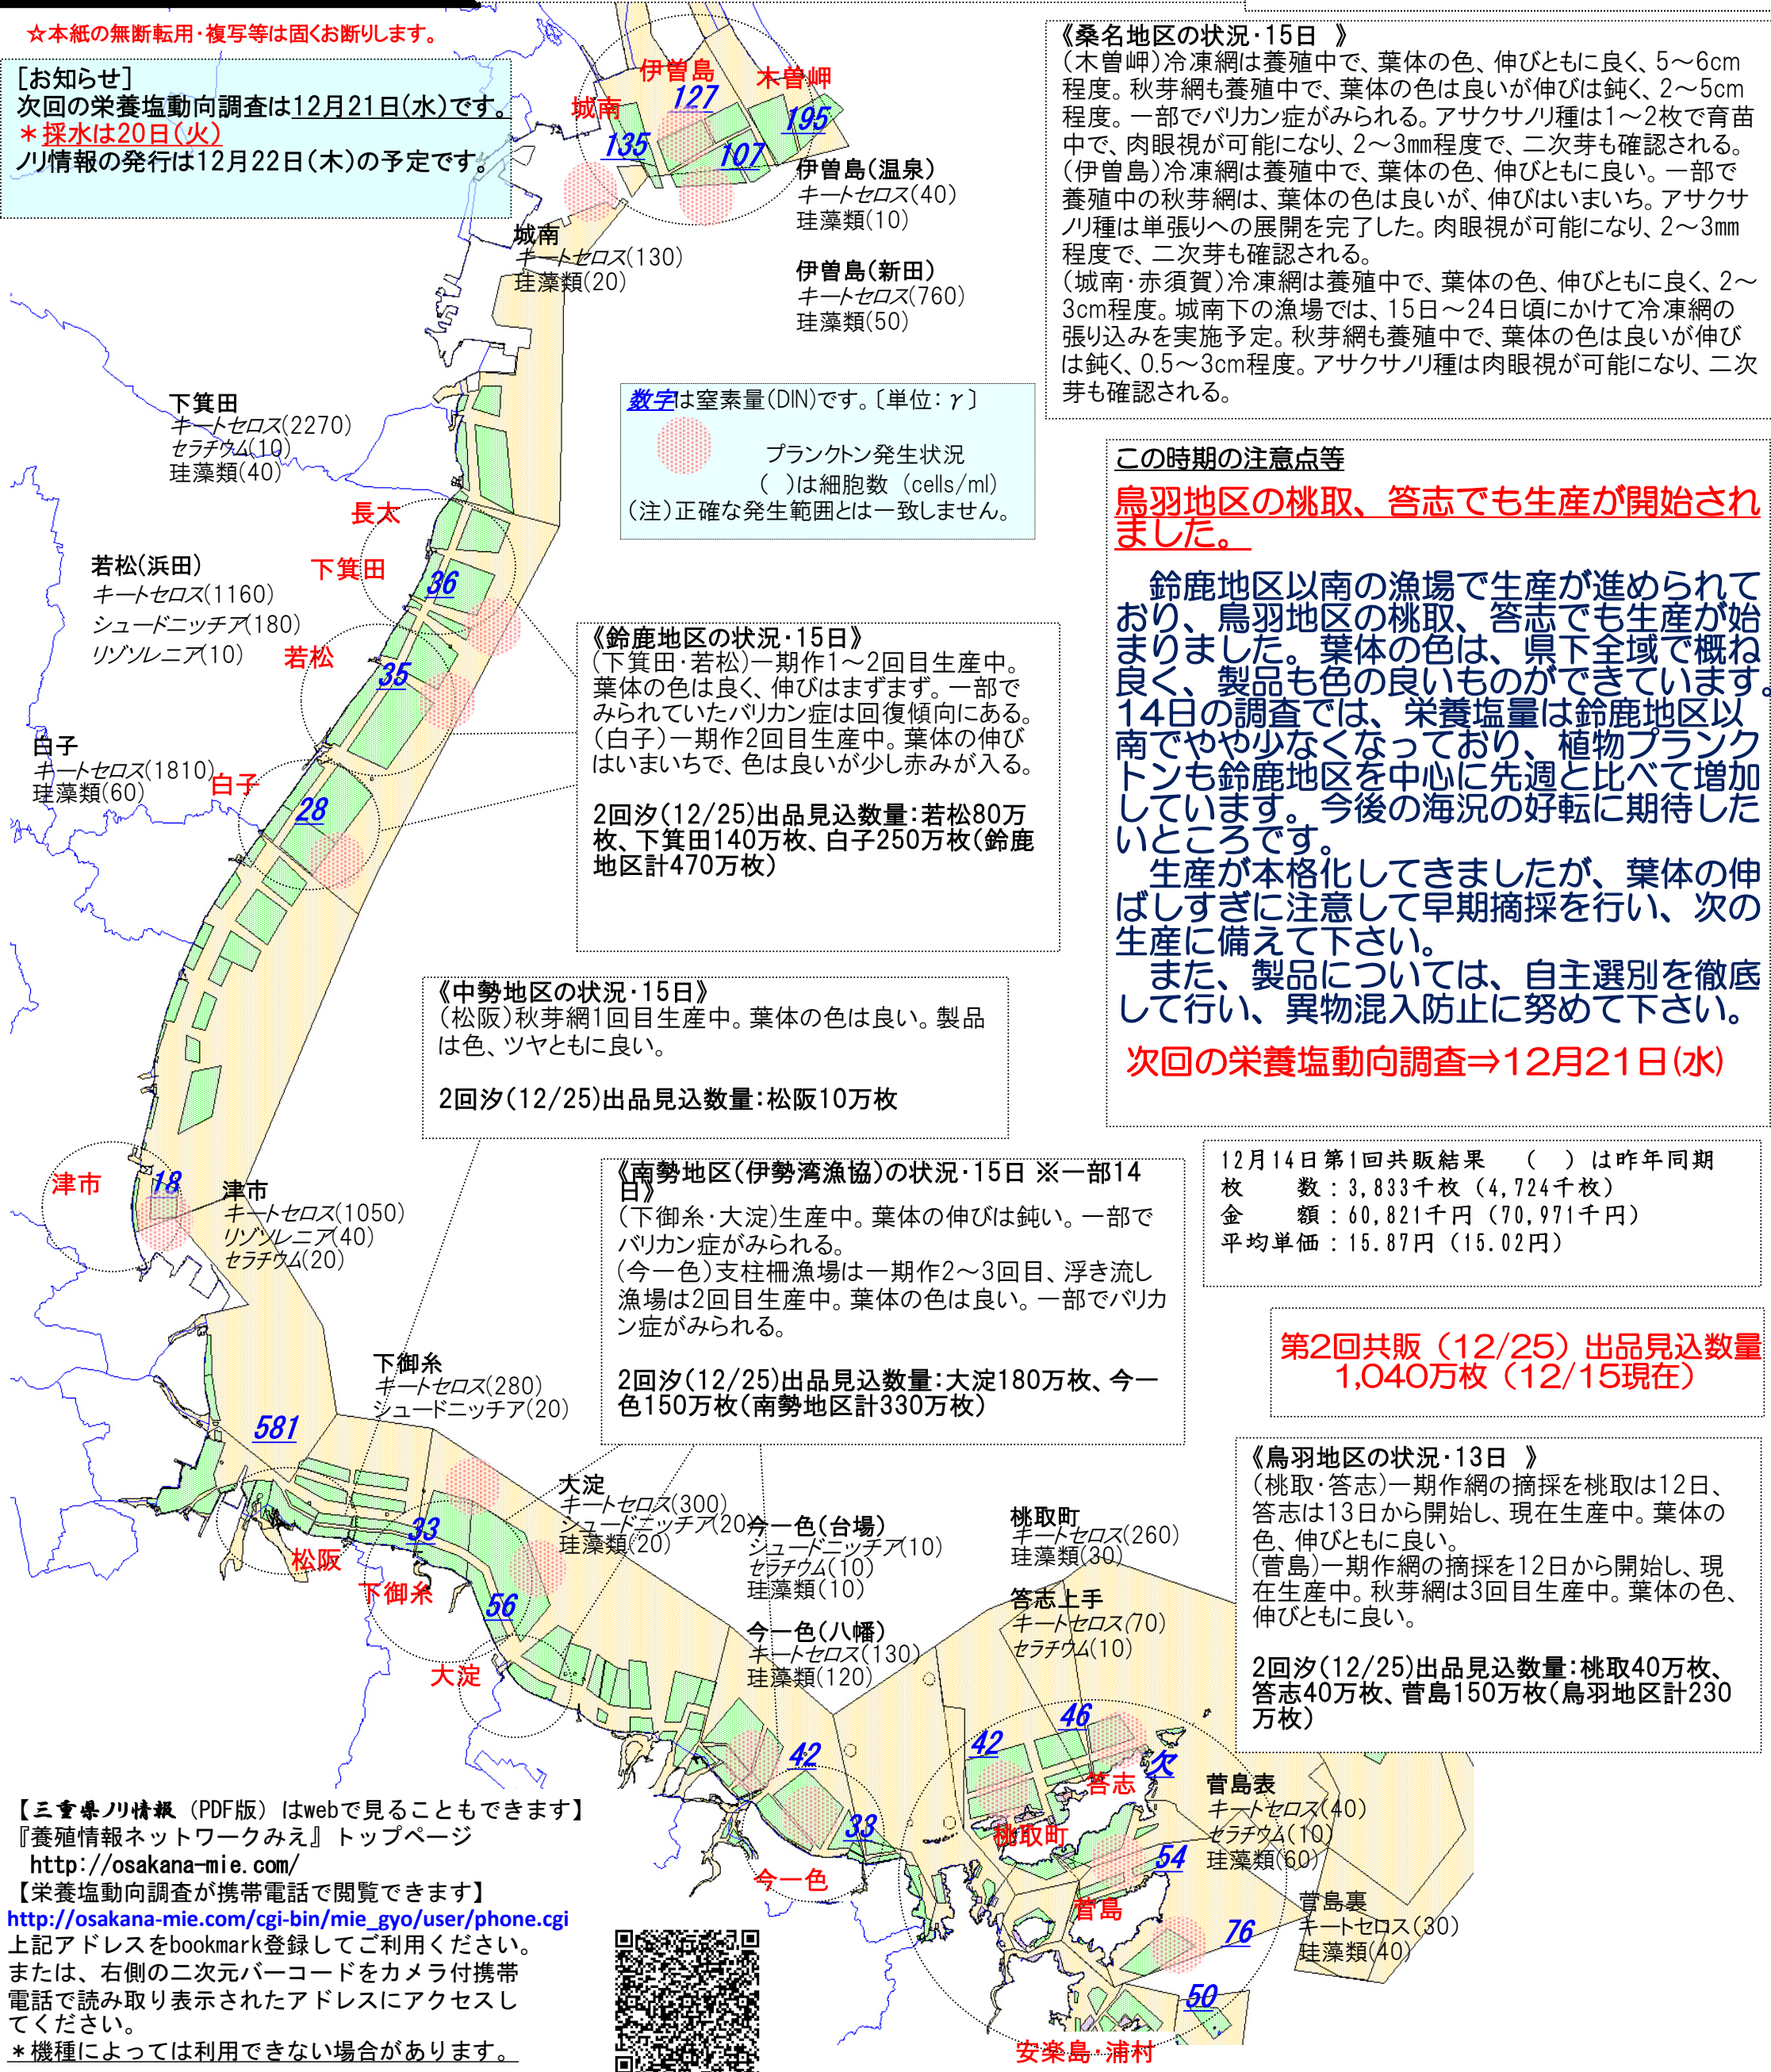 ☆本紙の無断転用・複写等は固くお断りします。
[お知らせ]
次回の栄養塩動向調査は12月21日(水)です。
＊採水は20日(火)
ノリ情報の発行は12月22日(木)の予定です。
伊曽島
木曽岬
城南
127
195
135
107
伊曽島(温泉)
キートセロス(40)
珪藻類(10)
城南
キートセロス(130)
珪藻類(20)
伊曽島(新田)
キートセロス(760)
珪藻類(50)
《桑名地区の状況・15日 》
(木曽岬)冷凍網は養殖中で、葉体の色、伸びともに良く、5～6cm
程度。秋芽網も養殖中で、葉体の色は良いが伸びは鈍く、2～5cm
程度。一部でバリカン症がみられる。アサクサノリ種は1～2枚で育苗
中で、肉眼視が可能になり、2～3㎜程度で、二次芽も確認される。
(伊曽島)冷凍網は養殖中で、葉体の色、伸びともに良い。一部で
養殖中の秋芽網は、葉体の色は良いが、伸びはいまいち。アサクサ
ノリ種は単張りへの展開を完了した。肉眼視が可能になり、2～3㎜
程度で、二次芽も確認される。
(城南・赤須賀)冷凍網は養殖中で、葉体の色、伸びともに良く、2～
3cm程度。城南下の漁場では、15日～24日頃にかけて冷凍網の
張り込みを実施予定。秋芽網も養殖中で、葉体の色は良いが伸び
は鈍く、0.5～3cm程度。アサクサノリ種は肉眼視が可能になり、二次
芽も確認される。
下箕田
キートセロス(2270)
セラチウム(10)
珪藻類(40)
数字は窒素量(DIN)です。〔単位：γ〕
プランクトン発生状況
( )は細胞数 (cells/ml)
(注)正確な発生範囲とは一致しません。
長太
下箕田
36
若松(浜田)
キートセロス(1160)
シュードニッチア(180)
リゾソレニア(10)
若松
35
白子
キートセロス(1810)
珪藻類(60)
白子
28
《鈴鹿地区の状況・15日》
(下箕田・若松)一期作1～2回目生産中。
葉体の色は良く、伸びはまずまず。一部で
みられていたバリカン症は回復傾向にある。
(白子)一期作2回目生産中。葉体の伸び
はいまいちで、色は良いが少し赤みが入る。
2回汐(12/25)出品見込数量：若松80万
枚、下箕田140万枚、白子250万枚(鈴鹿
地区計470万枚)
この時期の注意点等
鳥羽地区の桃取、答志でも生産が開始され
ました。
鈴鹿地区以南の漁場で生産が進められて
おり、鳥羽地区の桃取、答志でも生産が始
まりました。葉体の色は、県下全域で概ね
良く、製品も色の良いものができています。
14日の調査では、栄養塩量は鈴鹿地区以
南でやや少なくなっており、植物プランク
トンも鈴鹿地区を中心に先週と比べて増加
しています。今後の海況の好転に期待した
いところです。
生産が本格化してきましたが、葉体の伸
ばしすぎに注意して早期摘採を行い、次の
生産に備えて下さい。
また、製品については、自主選別を徹底
して行い、異物混入防止に努めて下さい。
次回の栄養塩動向調査⇒12月21日(水)
《中勢地区の状況・15日》
(松阪)秋芽網1回目生産中。葉体の色は良い。製品
は色、ツヤともに良い。
2回汐(12/25)出品見込数量：松阪10万枚
津市
18
津市
キートセロス(1050)
リゾソレニア(40)
セラチウム(20)
《南勢地区(伊勢湾漁協)の状況・15日 ※一部14
日》
(下御糸・大淀)生産中。葉体の伸びは鈍い。一部で
バリカン症がみられる。
(今一色)支柱柵漁場は一期作2～3回目、浮き流し
漁場は2回目生産中。葉体の色は良い。一部でバリカ
ン症がみられる。
2回汐(12/25)出品見込数量：大淀180万枚、今一
色150万枚(南勢地区計330万枚)
12月14日第1回共販結果 ( )は昨年同期
枚 数：3,833千枚 (4,724千枚)
金 額：60,821千円 (70,971千円)
平均単価：15.87円 (15.02円)
第2回共販（12/25）出品見込数量
1,040万枚（12/15現在）
下御糸
キートセロス(280)
シュードニッチア(20)
581
大淀
キートセロス(300)
シュードニッチア(20)
珪藻類(20)
33
松阪
下御糸
56
大淀
今一色(台場)
シュードニッチア(10)
セラチウム(10)
珪藻類(10)
今一色(八幡)
キートセロス(130)
珪藻類(120)
桃取町
キートセロス(260)
珪藻類(30)
答志上手
キートセロス(70)
セラチウム(10)
《鳥羽地区の状況・13日 》
(桃取・答志)一期作網の摘採を桃取は12日、
答志は13日から開始し、現在生産中。葉体の
色、伸びともに良い。
(菅島)一期作網の摘採を12日から開始し、現
在生産中。秋芽網は3回目生産中。葉体の色、
伸びともに良い。
2回汐(12/25)出品見込数量：桃取40万枚、
答志40万枚、菅島150万枚(鳥羽地区計230
万枚)
42
33
今一色
42
46
欠
答志
桃取町
54
菅島
76
50
安楽島・浦村
菅島表
キートセロス(40)
セラチウム(10)
珪藻類(60)
菅島裏
キートセロス(30)
珪藻類(40)
【三重県ノリ情報（PDF版）はwebで見ることもできます】
『養殖情報ネットワークみえ』トップページ
http://osakana-mie.com/
【栄養塩動向調査が携帯電話で閲覧できます】
http://osakana-mie.com/cgi-bin/mie_gyo/user/phone.cgi
上記アドレスをbookmark登録してご利用ください。
または、右側の二次元バーコードをカメラ付携帯
電話で読み取り表示されたアドレスにアクセスし
てください。
＊機種によっては利用できない場合があります。